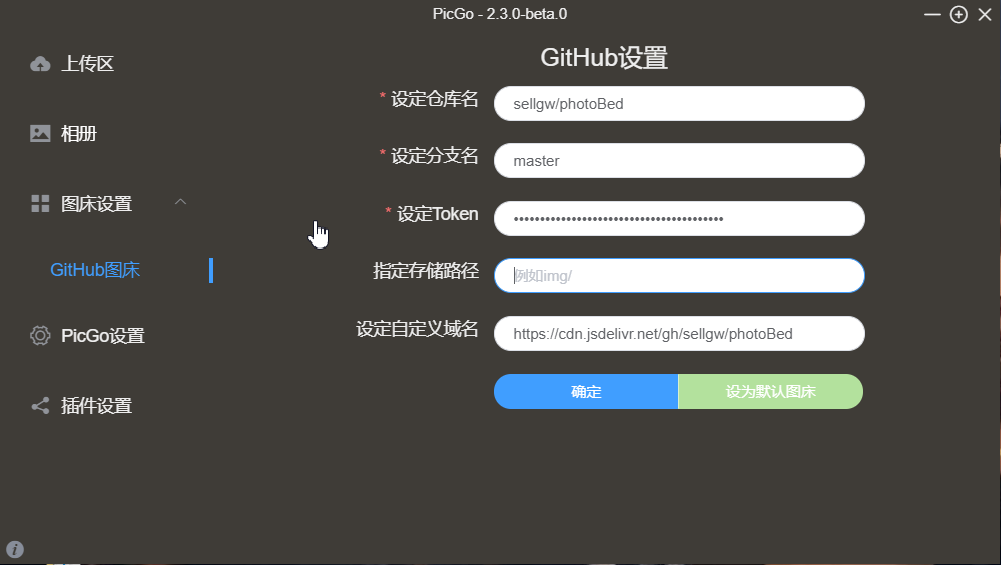 PicGo - 2.3.0-beta.0
上传区
相册
图床设置
GitHub图床
PicGo设置
插件设置
GitHub设置
* 设定仓库名
sellgw/photoBed
* 设定分支名
master
* 设定Token
••••••••••••••••••••••••••••••••••••••••
指定存储路径
例如img/
设定自定义域名
https://cdn.jsdelivr.net/gh/sellgw/photoBed
确定
设为默认图床